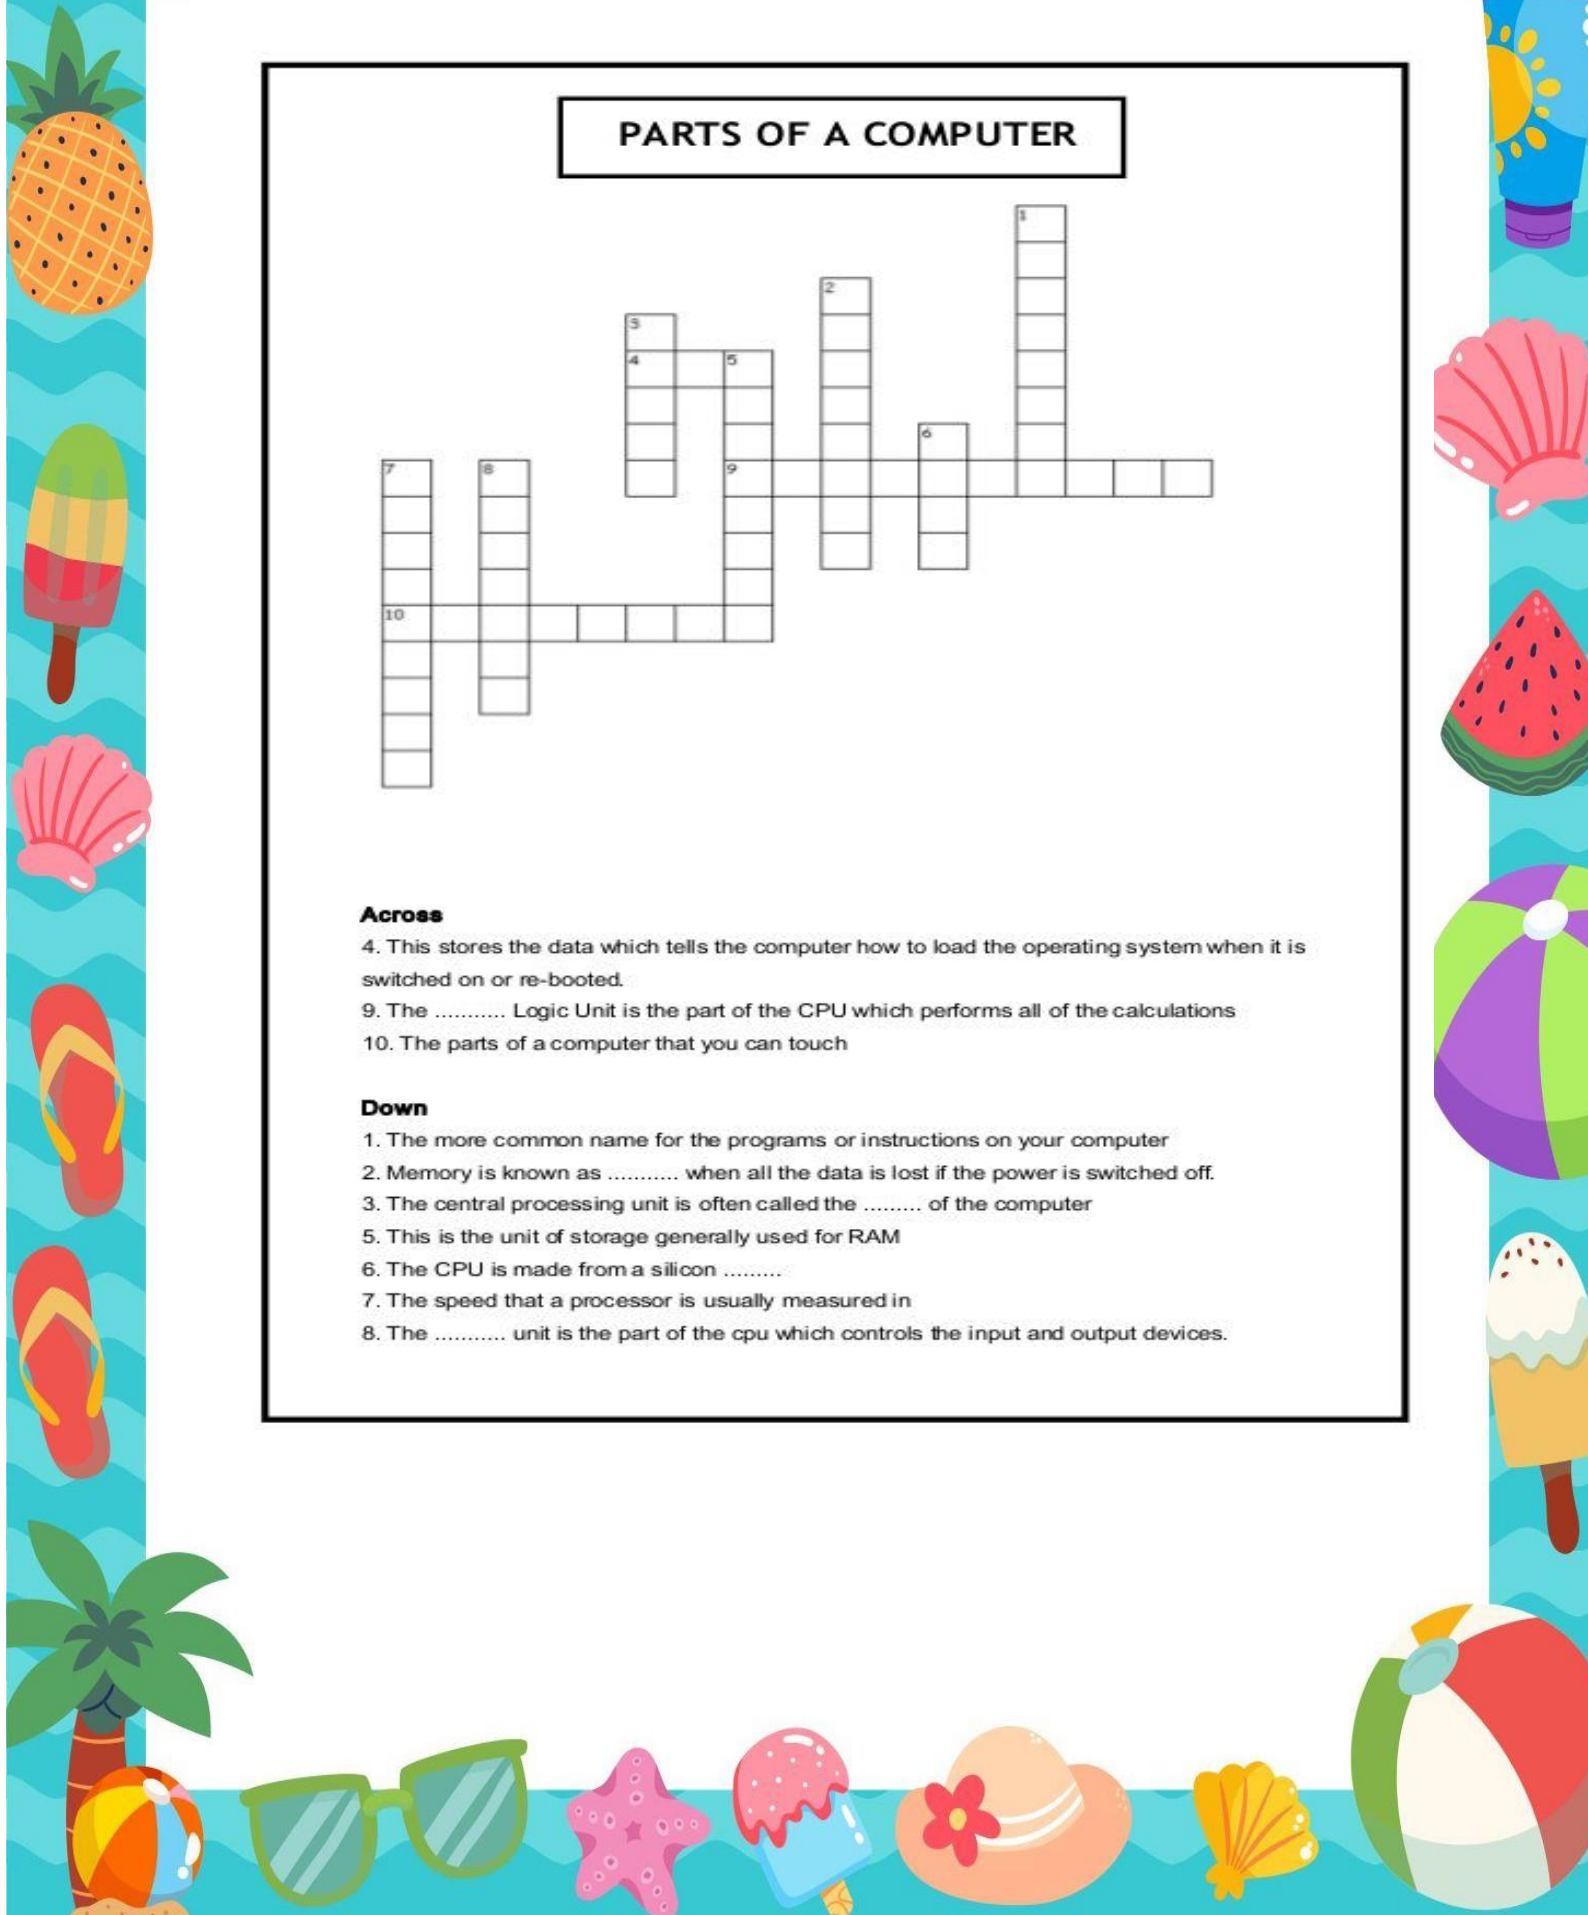 PARTS OF A COMPUTER
1
2
3
4
5
6
7
8
9
10
Across
4. This stores the data which tells the computer how to load the operating system when it is
switched on or re-booted.
9. The ........... Logic Unit is the part of the CPU which performs all of the calculations
10. The parts of a computer that you can touch
Down
1. The more common name for the programs or instructions on your computer
2. Memory is known as ........... when all the data is lost if the power is switched off.
3. The central processing unit is often called the ......... of the computer
5. This is the unit of storage generally used for RAM
6. The CPU is made from a silicon .........
7. The speed that a processor is usually measured in
8. The ........... unit is the part of the cpu which controls the input and output devices.